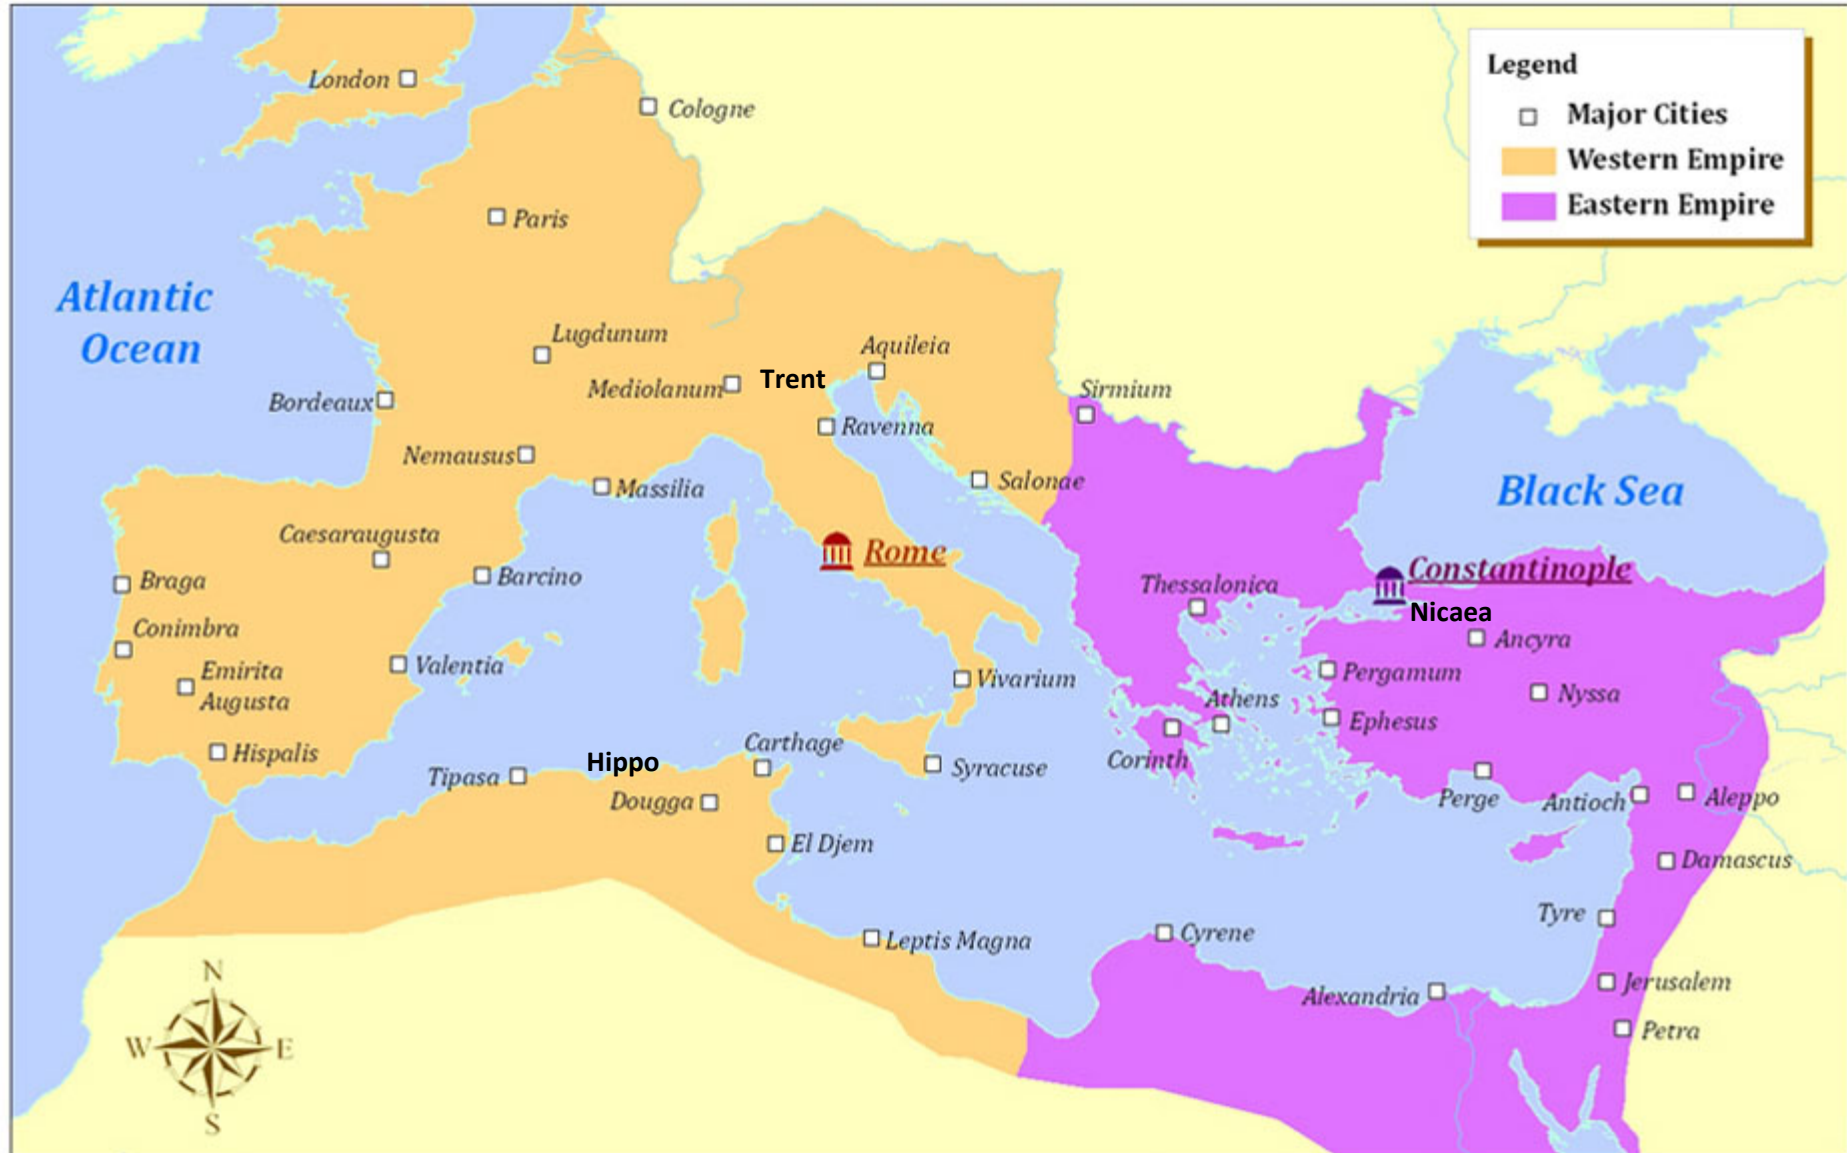 Legend
Major Cities
Western Empire
Eastern Empire
London
Cologne
Paris
Atlantic
Ocean
Lugdunum
Aquileia
Mediolanum
Trent
Sirmium
Bordeaux
Ravenna
Nemausus
Massilia
Salonae
Black Sea
Caesaraugusta
Rome
Constantinople
Braga
Barcino
Thessalonica
Nicaea
Conimbra
Ancyra
Emirita
Augusta
Valentia
Vivarium
Pergamum
Nyssa
Athens
Ephesus
Hispalis
Carthage
Hippo
Tipasa
Syracuse
Corinth
Dougga
Perge
Antioch
Aleppo
El Djem
Damascus
Tyre
Leptis Magna
Cyrene
Jerusalem
Alexandria
Petra
N
W
E
S